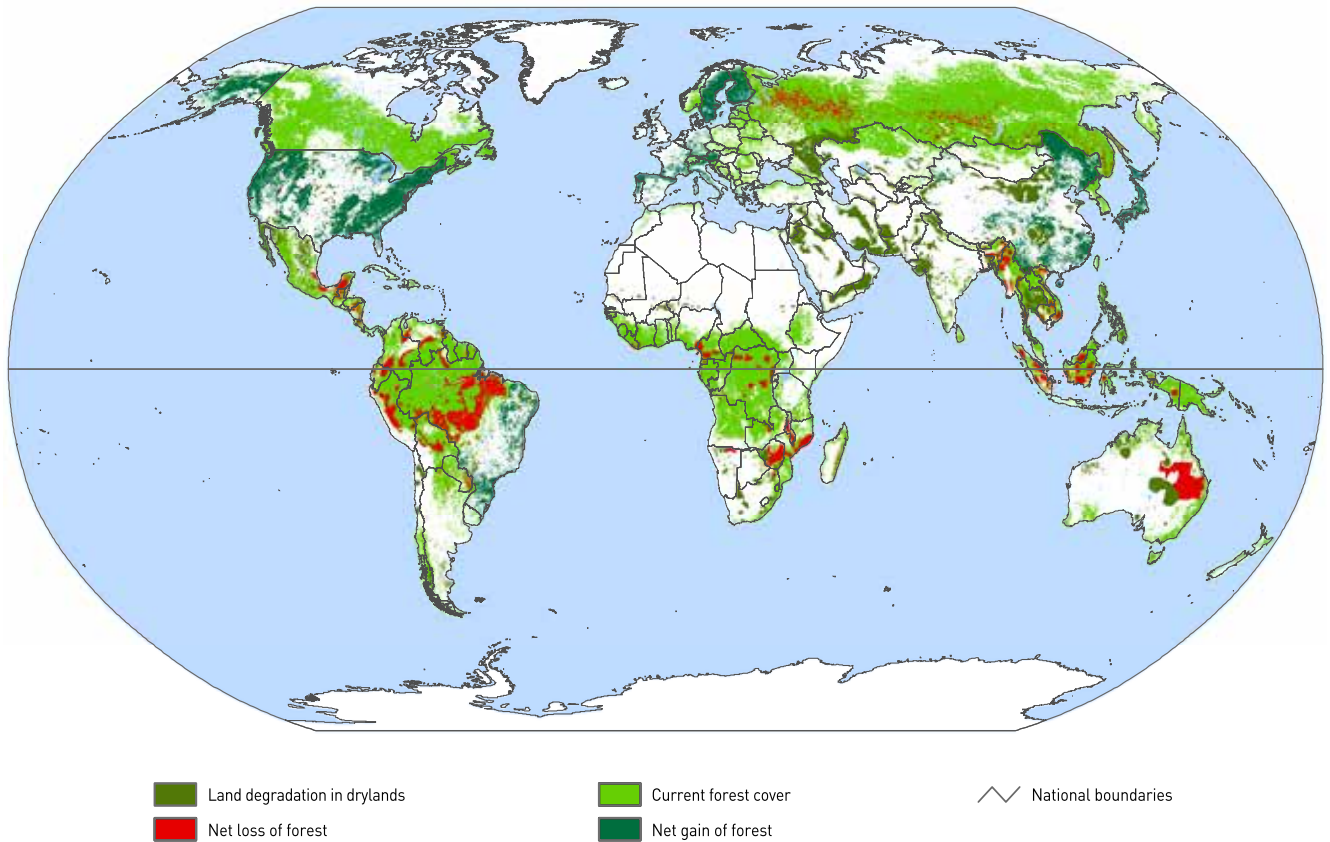 Land degradation in drylands
Current forest cover
National boundaries
Net loss of forest
Net gain of forest